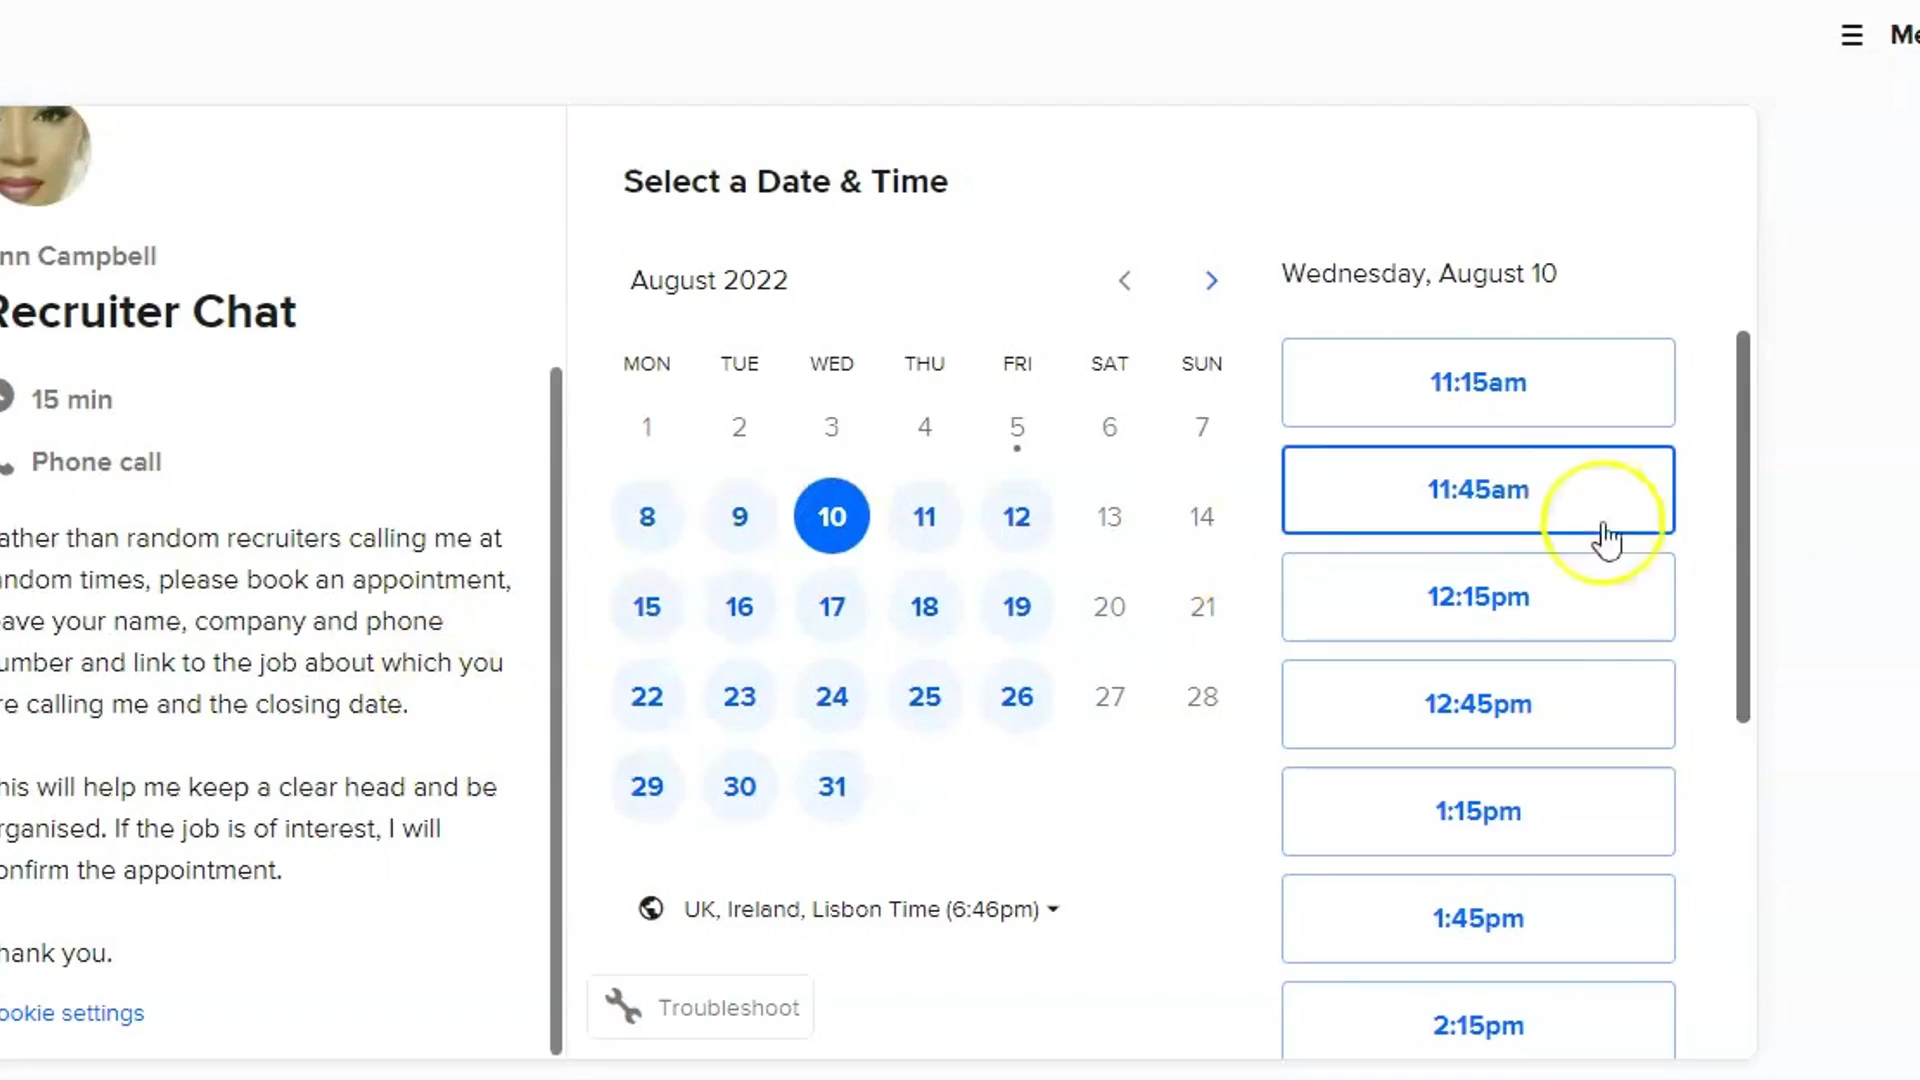 Me
nn Campbell
Recruiter Chat
15 min
Phone call
ather than random recruiters calling me at
andom times, please book an appointment,
eave your name, company and phone
umber and link to the job about which you
re calling me and the closing date.
his will help me keep a clear head and be
rganised. If the job is of interest, I will
onfirm the appointment.
hank you.
ookie settings
Select a Date & Time
August 2022
MON TUE WED THU FRI SAT SUN
1 2 3 4 5 6 7
8 9 10 11 12 13 14
15 16 17 18 19 20 21
22 23 24 25 26 27 28
29 30 31
UK, Ireland, Lisbon Time (6:46pm)
Troubleshoot
Wednesday, August 10
11:15am
11:45am
12:15pm
12:45pm
1:15pm
1:45pm
2:15pm